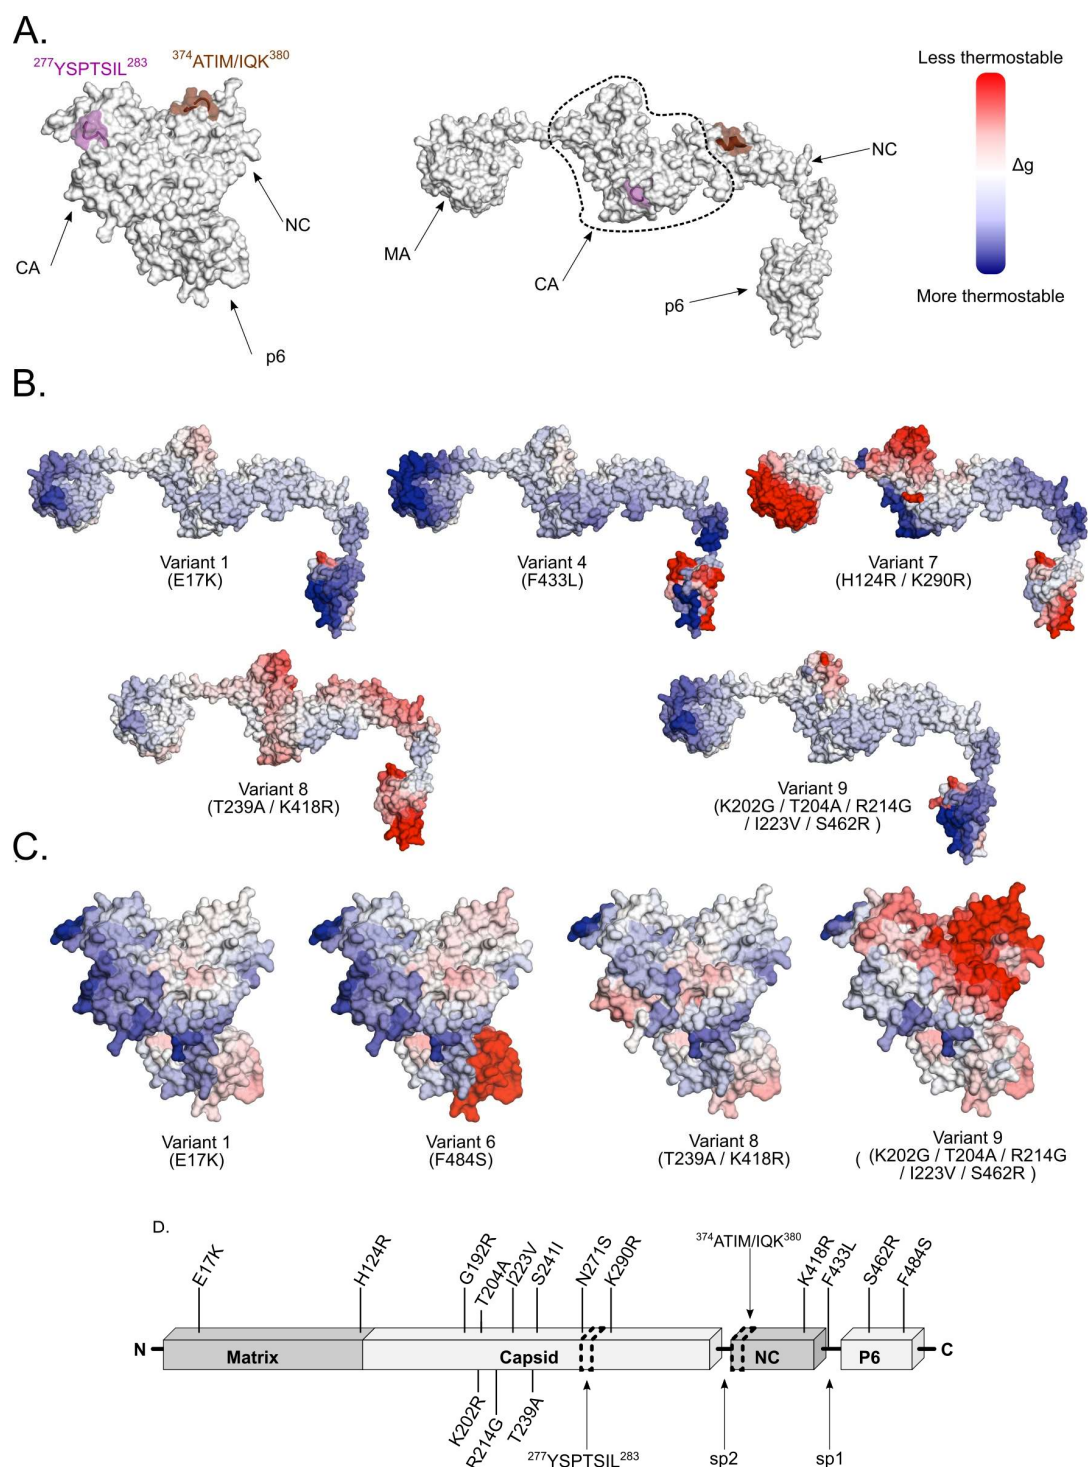 A.
²⁷⁷YSPTSIL²⁸³
³⁷⁴ATIM/IQK³⁸⁰
CA
NC
p6
MA
CA
NC
p6
Less thermostable
Δg
More thermostable
B.
Variant 1
(E17K)
Variant 4
(F433L)
Variant 7
(H124R / K290R)
Variant 8
(T239A / K418R)
Variant 9
(K202G / T204A / R214G
/ I223V / S462R )
C.
Variant 1
(E17K)
Variant 6
(F484S)
Variant 8
(T239A / K418R)
Variant 9
( (K202G / T204A / R214G
/ I223V / S462R )
D.
E17K
H124R
G192R
T204A
I223V
S241I
N271S
K290R
³⁷⁴ATIM/IQK³⁸⁰
K418R
F433L
S462R
F484S
N
Matrix
Capsid
NC
P6
C
K202R
R214G
T239A
²⁷⁷YSPTSIL²⁸³
sp2
sp1